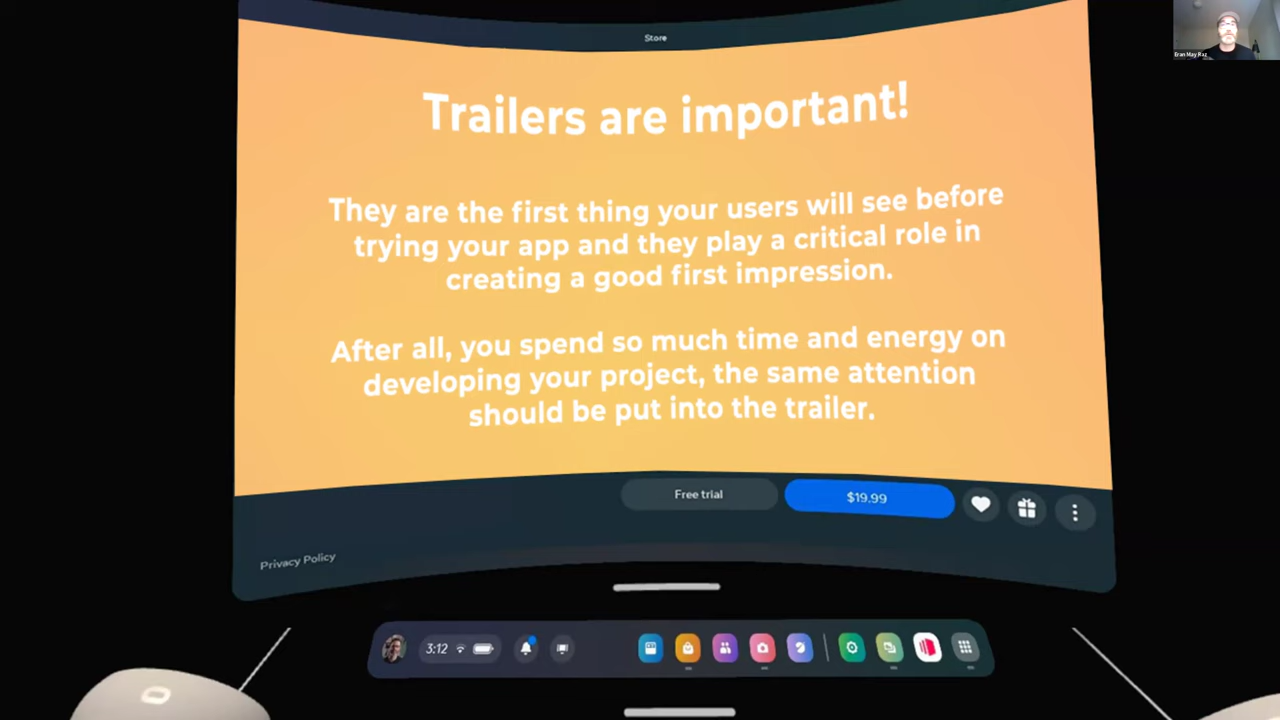 Store
Eran May Raz
Trailers are important!
They are the first thing your users will see before
trying your app and they play a critical role in
creating a good first impression.
After all, you spend so much time and energy on
developing your project, the same attention
should be put into the trailer.
Free trial
$19.99
Privacy Policy
3:12